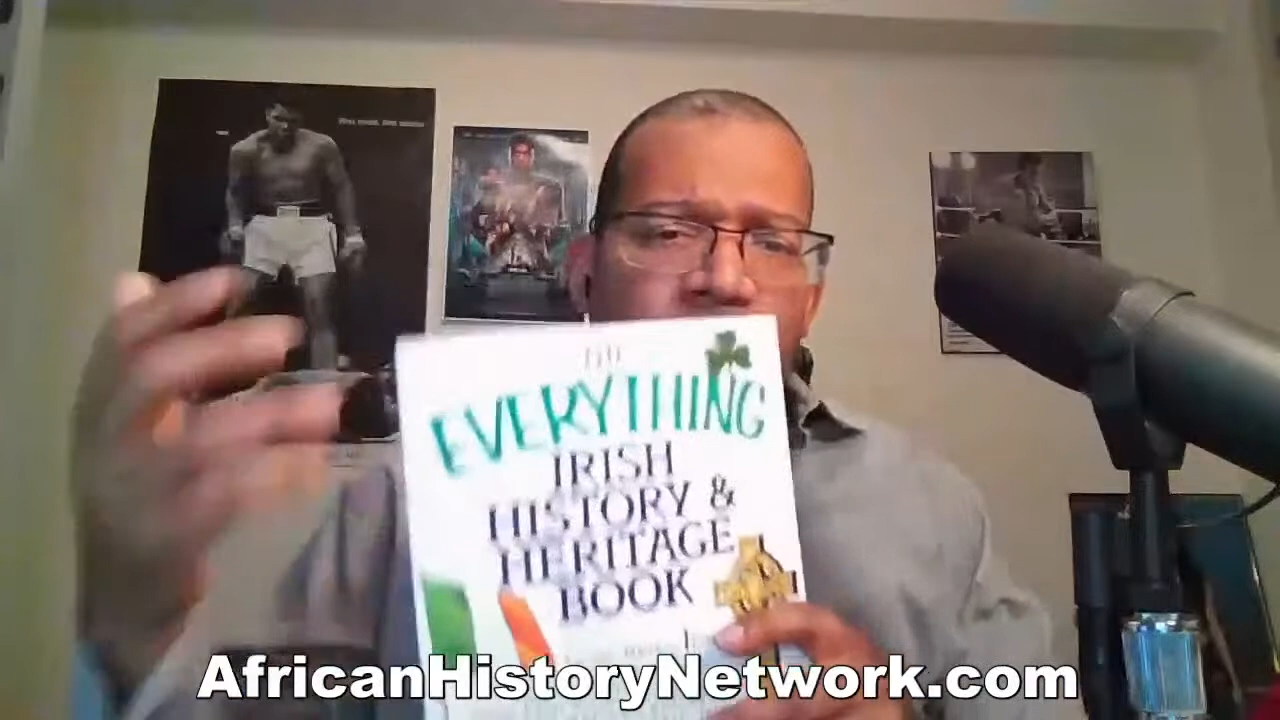 THE
EVERYTHING
IRISH
HISTORY &
HERITAGE
BOOK
AfricanHistoryNetwork.com